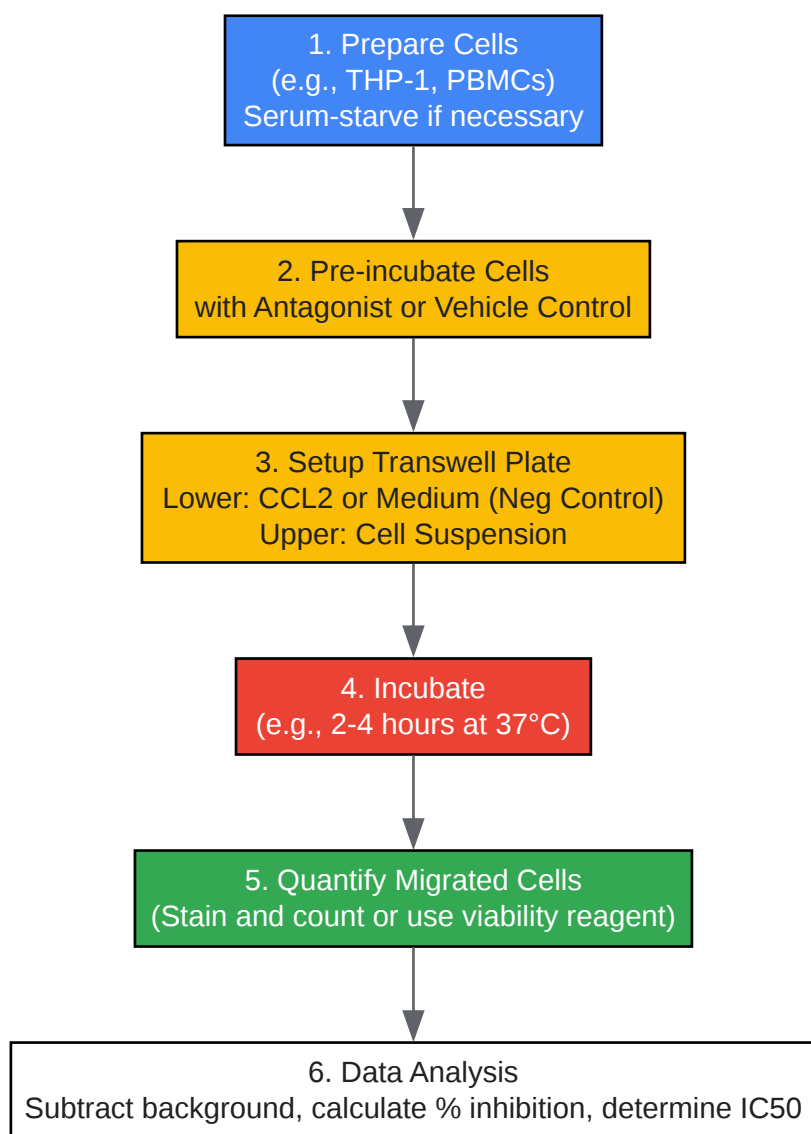 1. Prepare Cells
(e.g., THP-1, PBMCs)
Serum-starve if necessary
2. Pre-incubate Cells
with Antagonist or Vehicle Control
3. Setup Transwell Plate
Lower: CCL2 or Medium (Neg Control)
Upper: Cell Suspension
4. Incubate
(e.g., 2-4 hours at 37°C)
5. Quantify Migrated Cells
(Stain and count or use viability reagent)
6. Data Analysis
Subtract background, calculate % inhibition, determine IC50